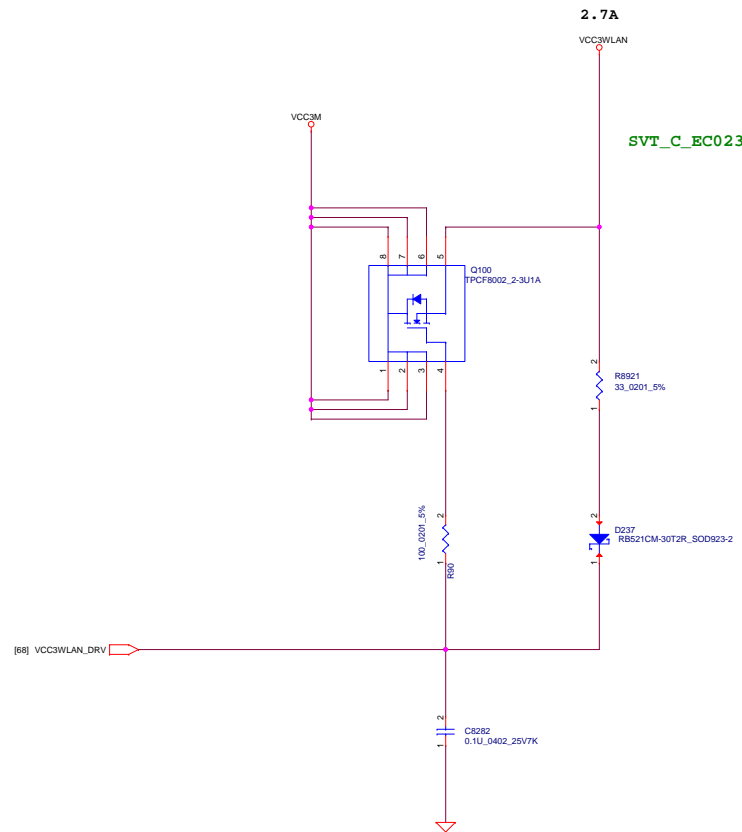 2.7A
VCC3WLAN
VCC3M
SVT_C_EC023
8
7
6
5
Q100
TPCF8002_2-3U1A
1
2
3
4
2
R8921
33_0201_5%
1
2
100_0201_5%
R90
1
2
D237
RB521CM-30T2R_SOD923-2
1
[68] VCC3WLAN_DRV
2
C8282
0.1U_0402_25V7K
1